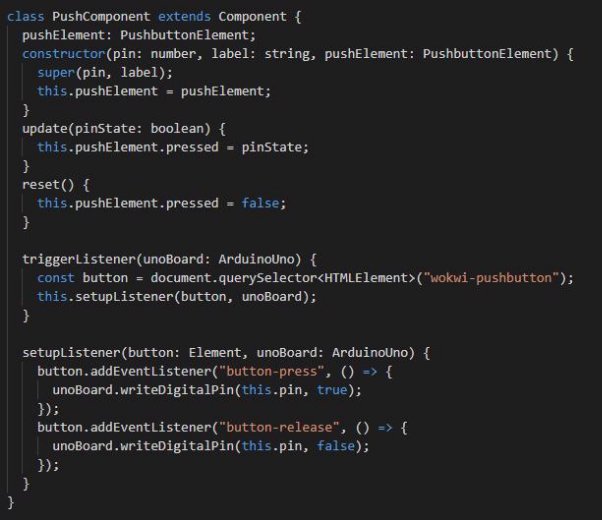 class PushComponent extends Component {
  pushElement: PushbuttonElement;
  constructor(pin: number, label: string, pushElement: PushbuttonElement) {
    super(pin, label);
    this.pushElement = pushElement;
  }
  update(pinState: boolean) {
    this.pushElement.pressed = pinState;
  }
  reset() {
    this.pushElement.pressed = false;
  }

  triggerListener(unoBoard: ArduinoUno) {
    const button = document.querySelector<HTMLElement>("wokwi-pushbutton");
    this.setupListener(button, unoBoard);
  }

  setupListener(button: Element, unoBoard: ArduinoUno) {
    button.addEventListener("button-press", () => {
      unoBoard.writeDigitalPin(this.pin, true);
    });
    button.addEventListener("button-release", () => {
      unoBoard.writeDigitalPin(this.pin, false);
    });
  }
}